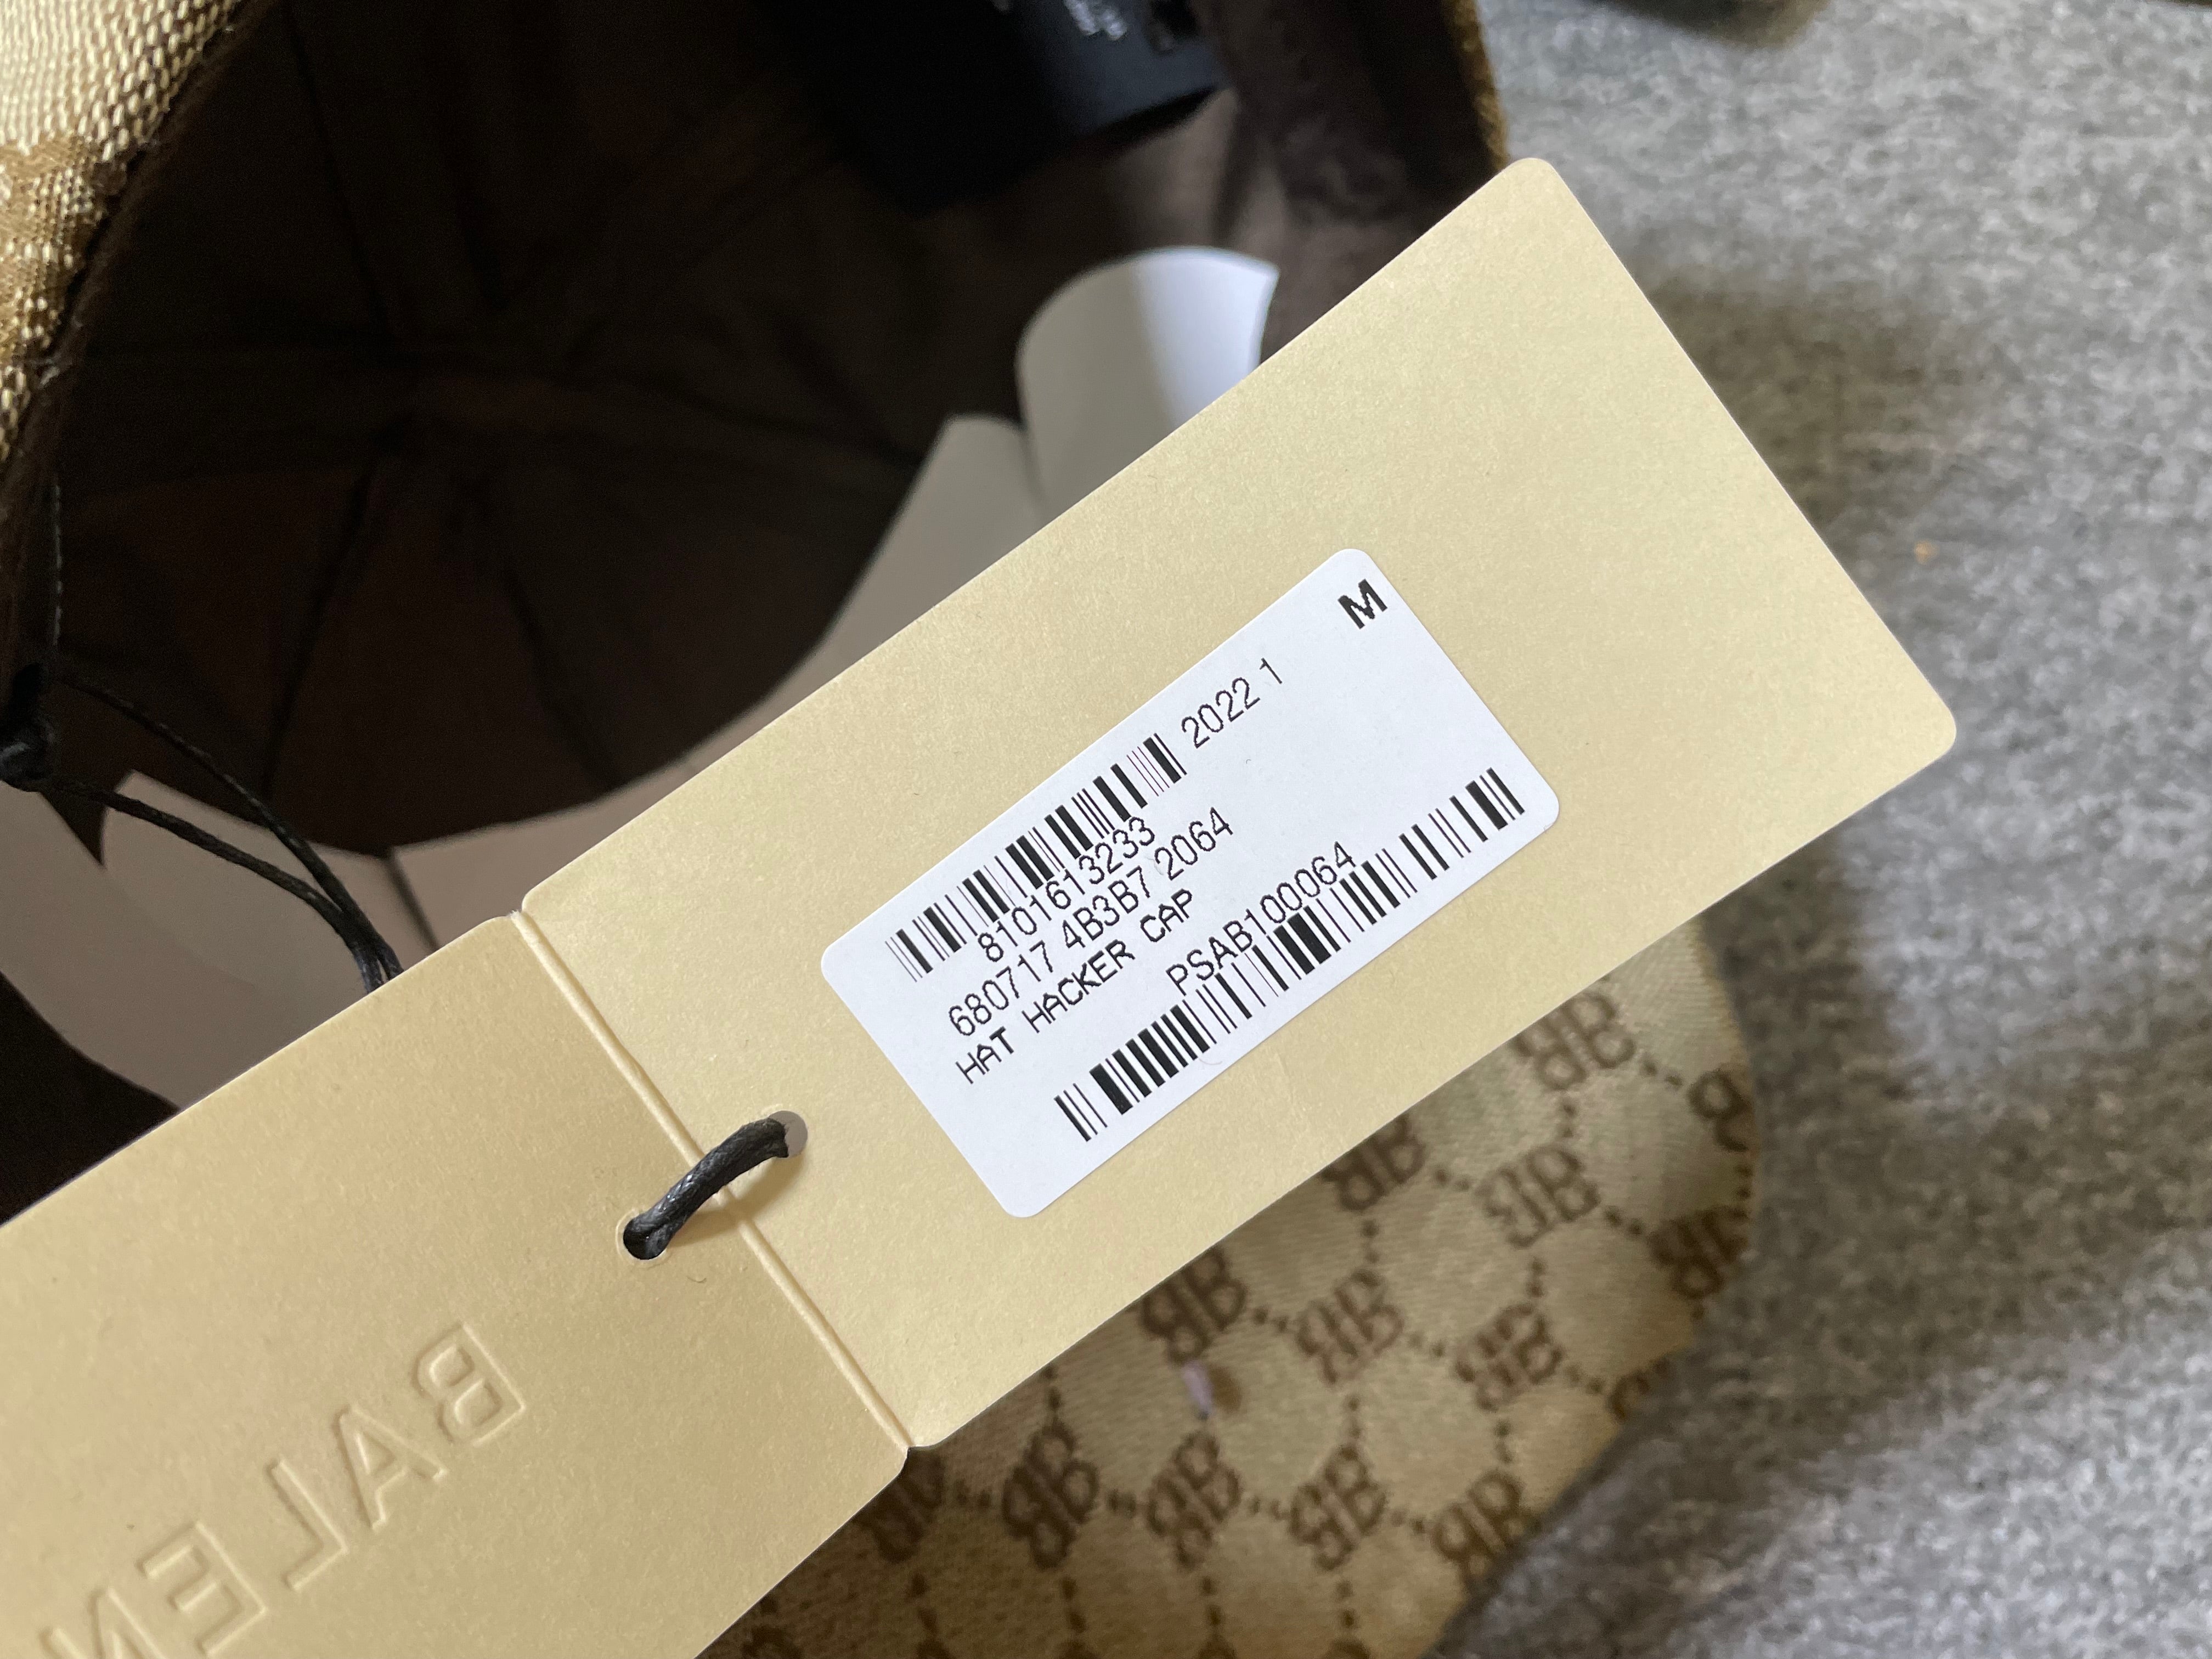 M
2022 1
8101613233
680717 4B3B7 2064
HAT HACKER CAP
PSAB100064
BALEN